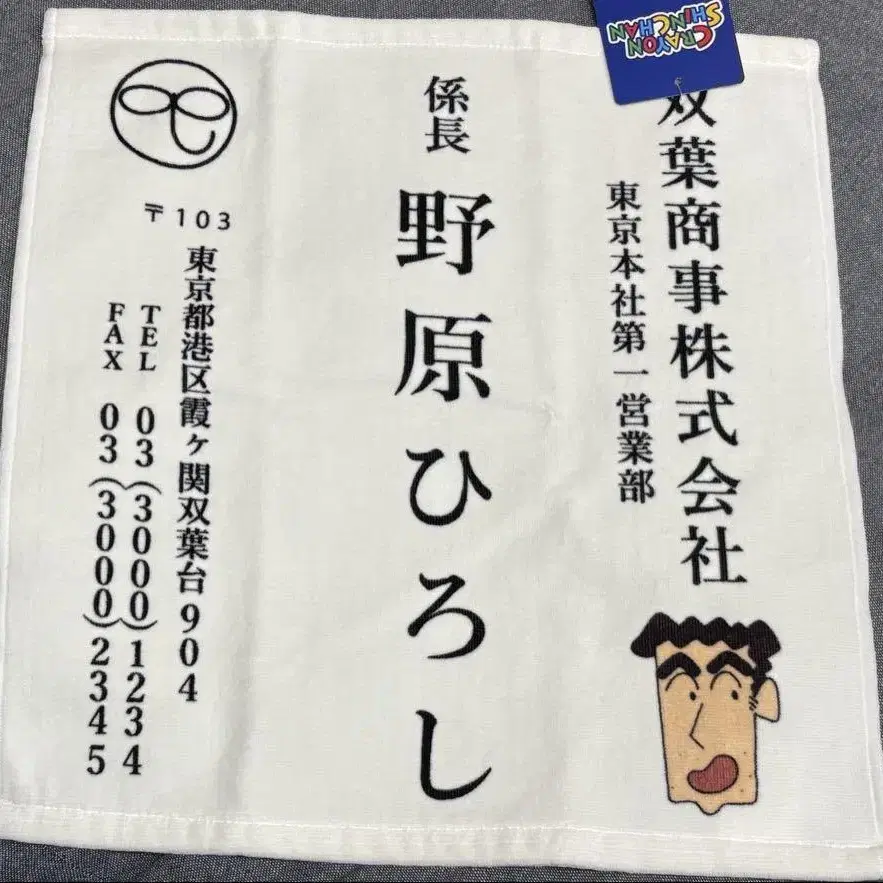 CRAYON
SHINCHAN
双葉商事株式会社
東京本社第一営業部
係長
野原ひろし
〒103
東京都港区霞ヶ関双葉台904
TEL 03(3000)1234
FAX 03(3000)2345